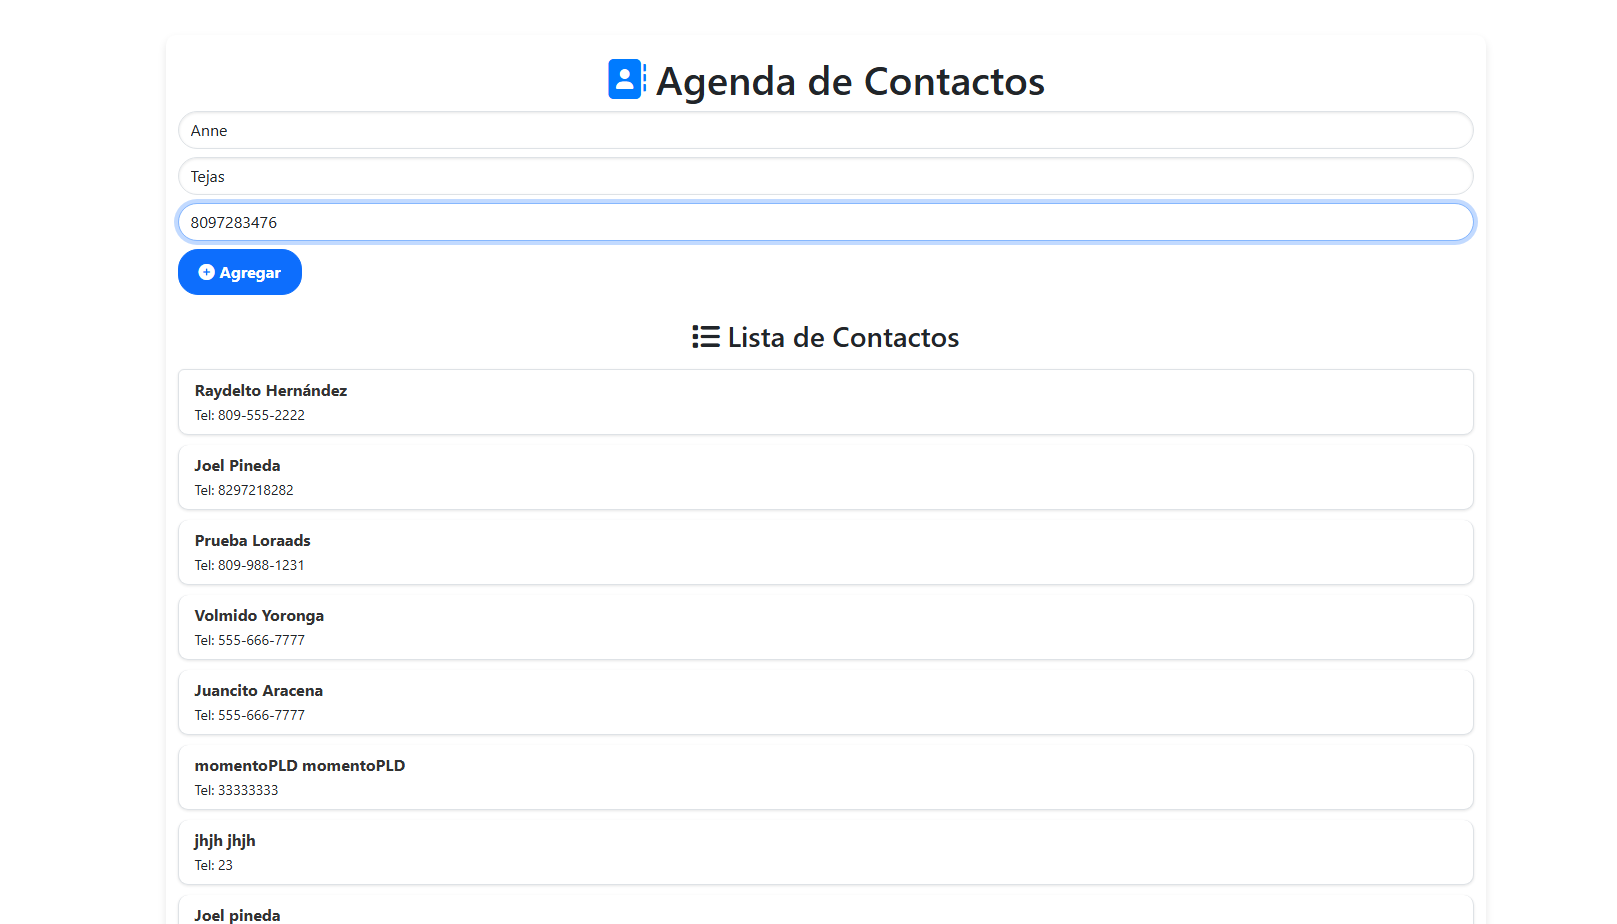 Agenda de Contactos
Anne
Tejas
8097283476
Agregar
Lista de Contactos
Raydelto Hernández
Tel: 809-555-2222
Joel Pineda
Tel: 8297218282
Prueba Loraads
Tel: 809-988-1231
Volmido Yoronga
Tel: 555-666-7777
Juancito Aracena
Tel: 555-666-7777
momentoPLD momentoPLD
Tel: 33333333
jhjh jhjh
Tel: 23
Joel pineda